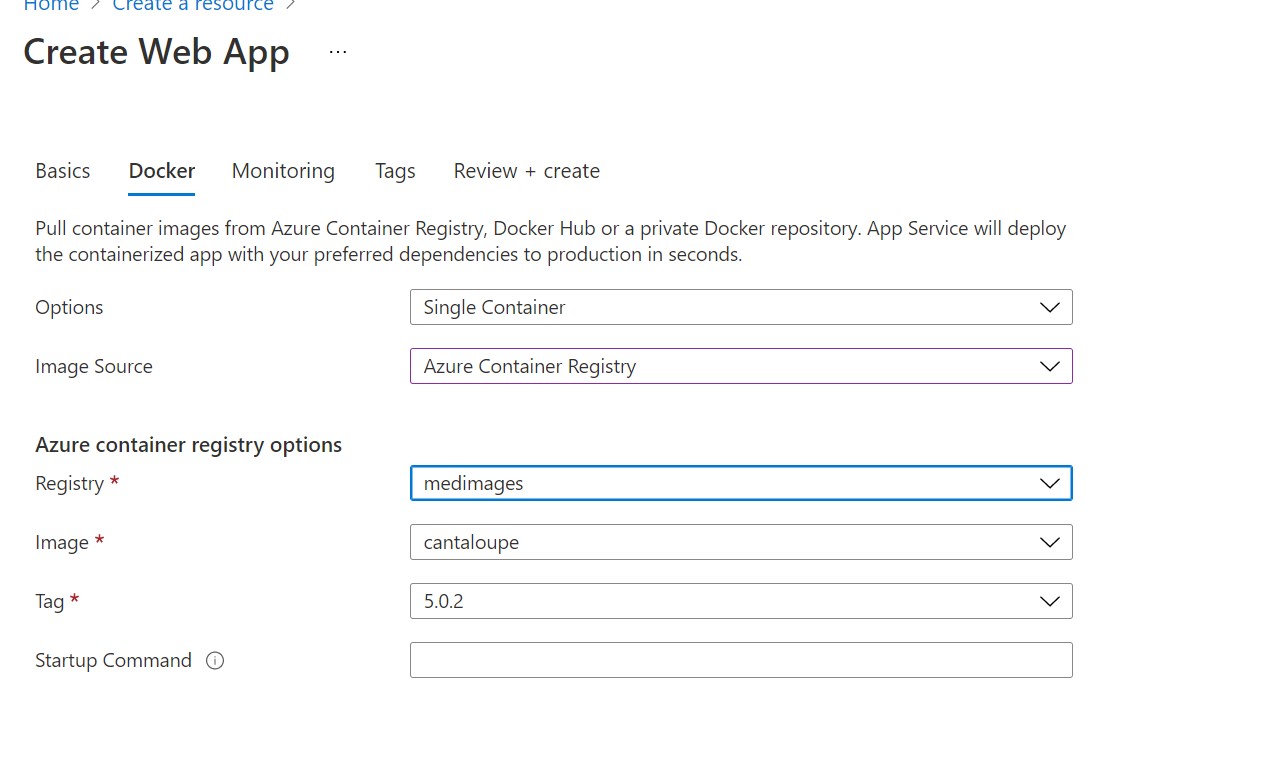 Home > Create a resource >
Create Web App ...
Basics Docker Monitoring Tags Review + create
Pull container images from Azure Container Registry, Docker Hub or a private Docker repository. App Service will deploy
the containerized app with your preferred dependencies to production in seconds.
Options Single Container
Image Source Azure Container Registry
Azure container registry options
Registry * medimages
Image * cantaloupe
Tag * 5.0.2
Startup Command